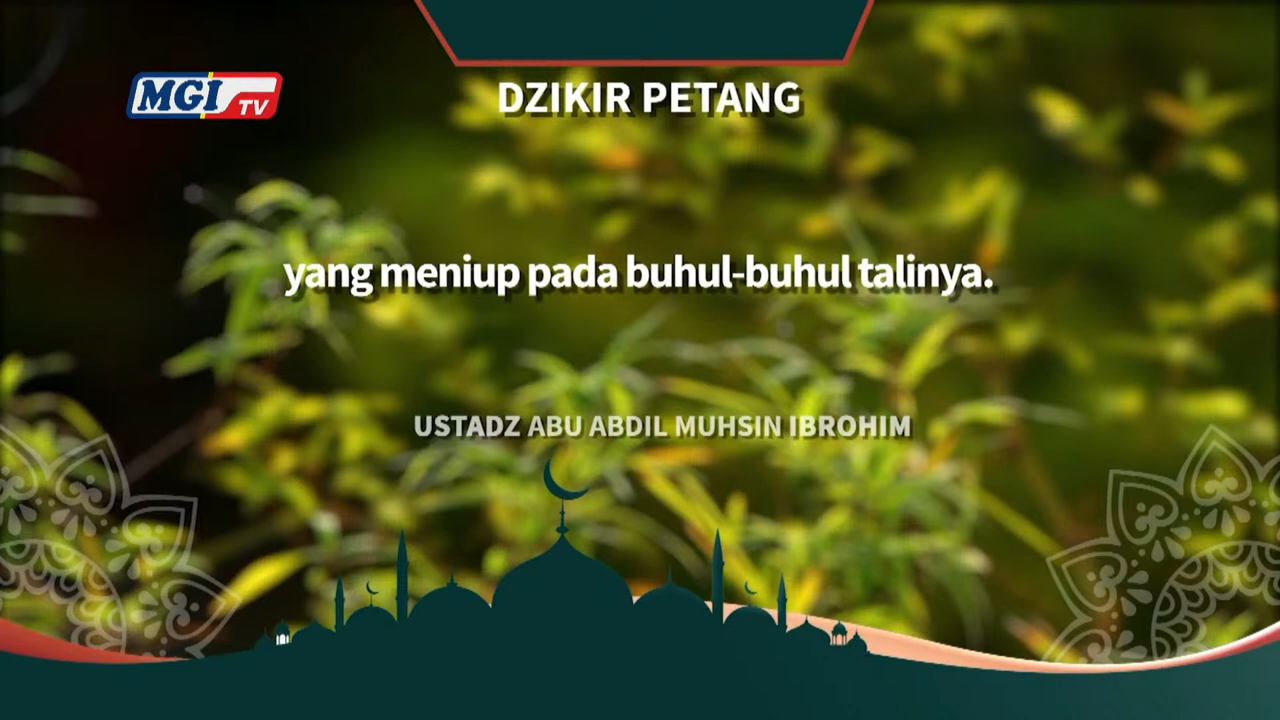 MGI TV
DZIKIR PETANG
yang meniup pada buhul-buhul talinya.
USTADZ ABU ABDIL MUHSIN IBROHIM